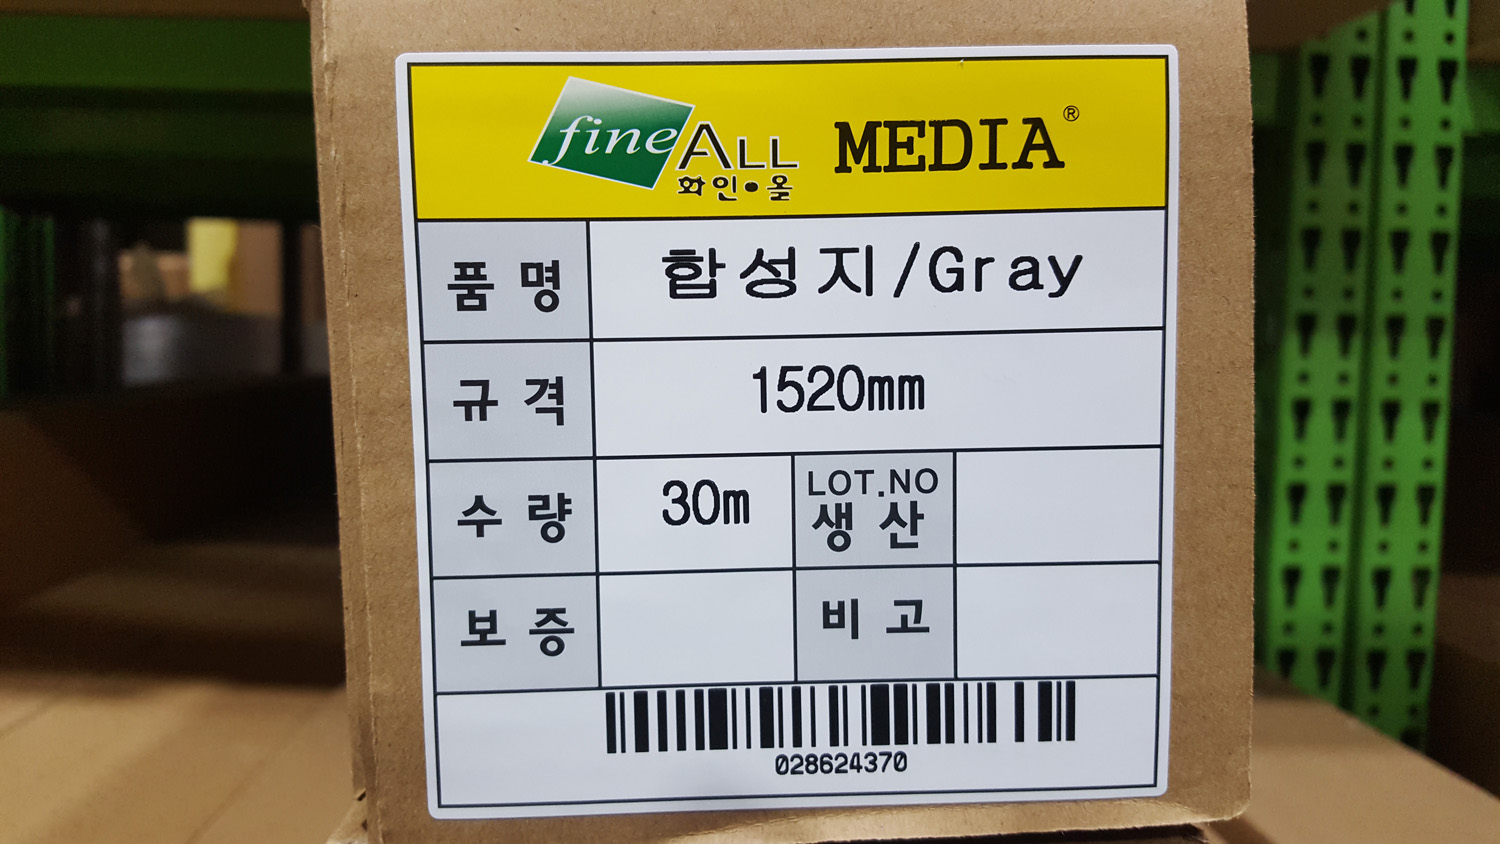 fine ALL MEDIA®
화인•올
품 명 합성지/Gray
규 격 1520mm
수 량 30m LOT.NO 생 산
보 증 비 고
028624370